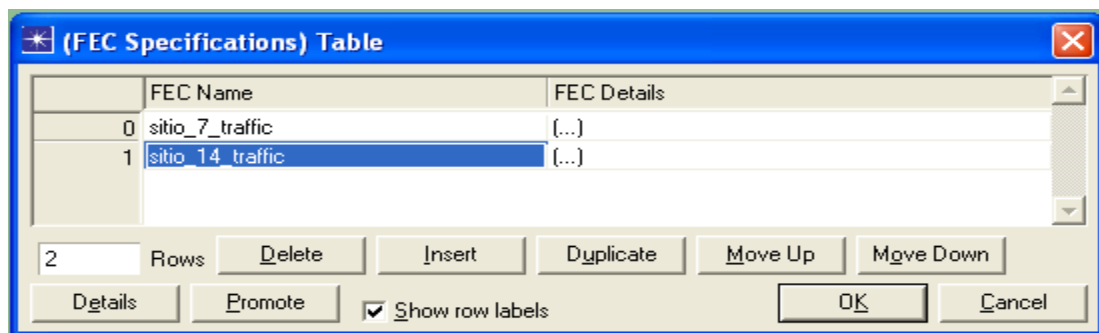 (FEC Specifications) Table
FEC Name FEC Details
0 sitio_7_traffic (...)
1 sitio_14_traffic (...)
2 Rows Delete Insert Duplicate Move Up Move Down
Details Promote Show row labels OK Cancel